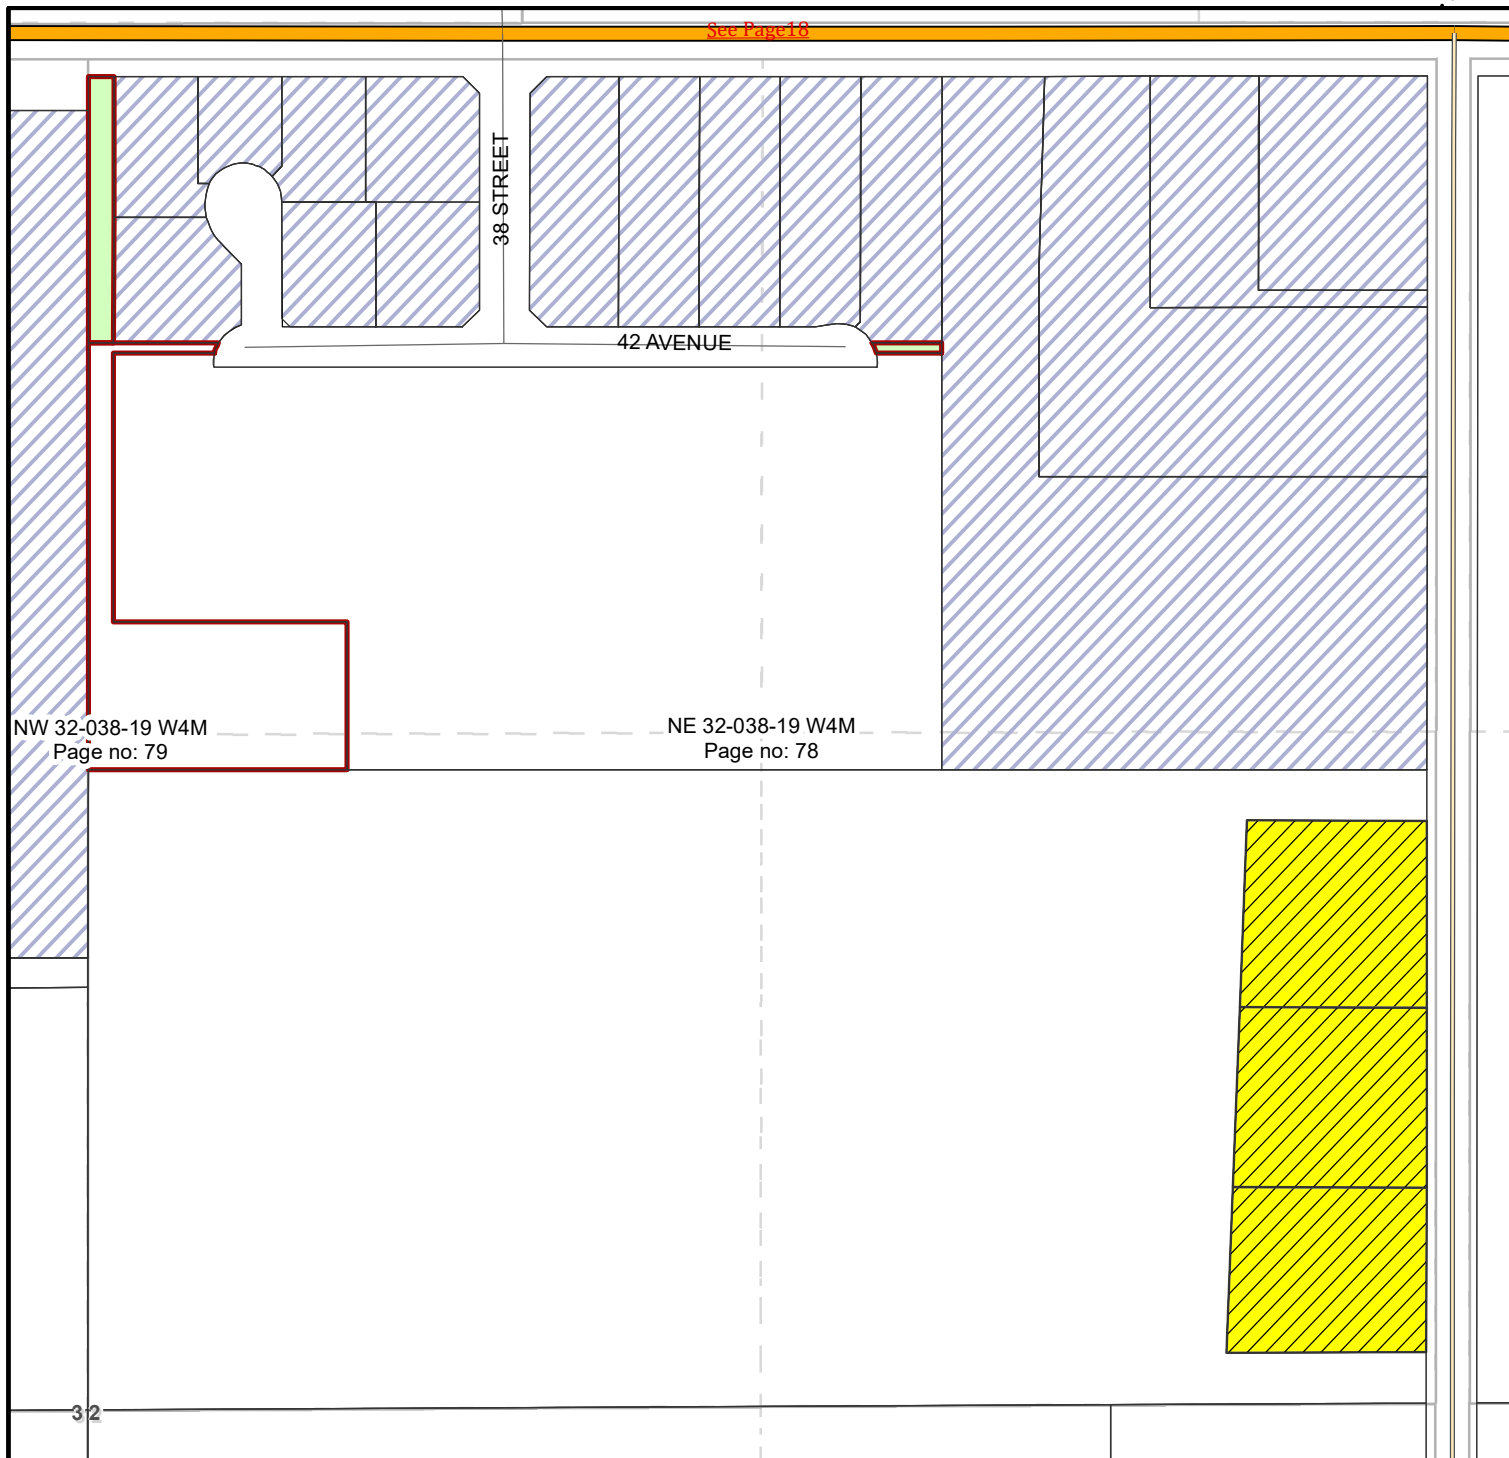 See Page18
38 STREET
42 AVENUE
NW 32-038-19 W4M
Page no: 79
NE 32-038-19 W4M
Page no: 78
32